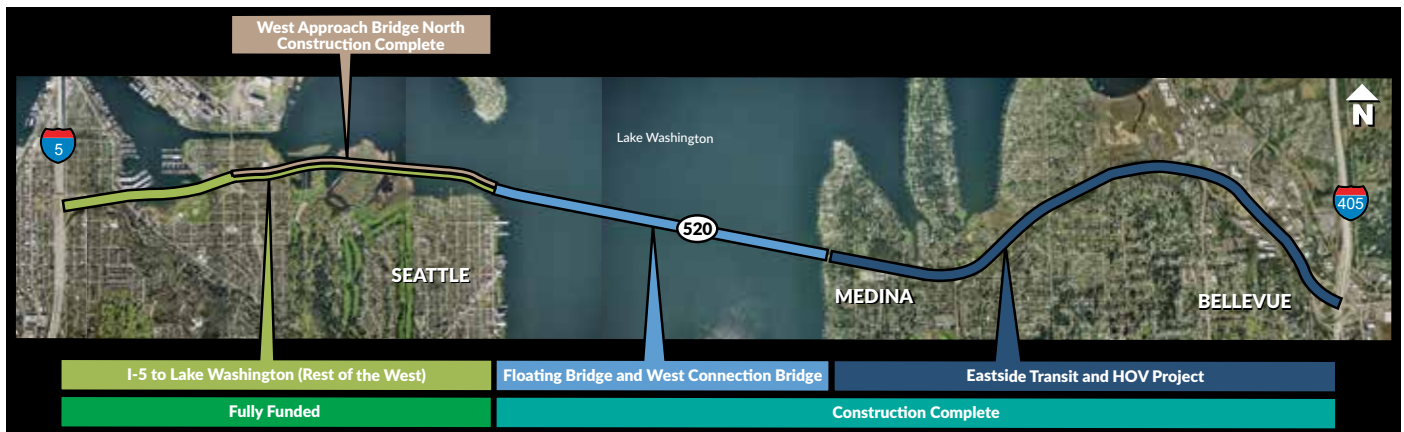 West Approach Bridge North
Construction Complete
5
Lake Washington
N
405
520
SEATTLE
MEDINA
BELLEVUE
I-5 to Lake Washington (Rest of the West)
Floating Bridge and West Connection Bridge
Eastside Transit and HOV Project
Fully Funded
Construction Complete